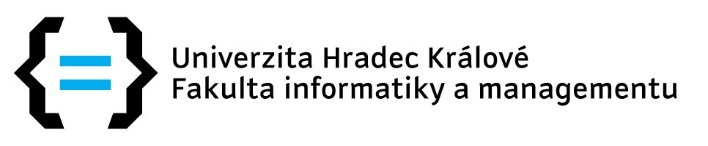 Univerzita Hradec Králové
Fakulta informatiky a managementu